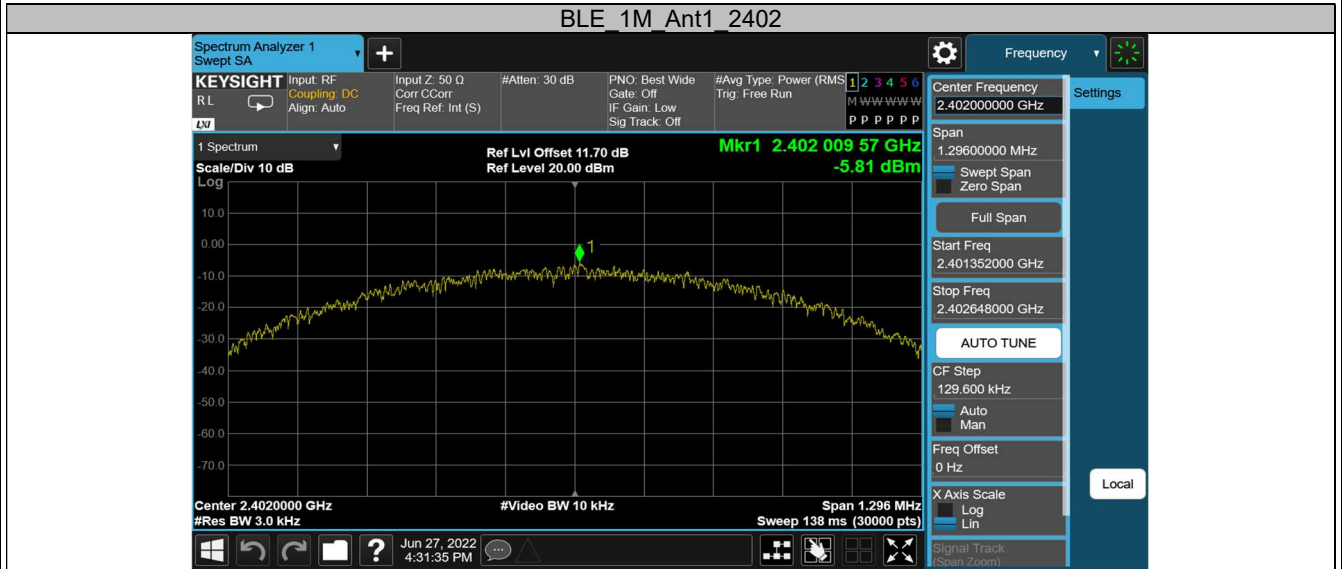 BLE_1M_Ant1_2402
Spectrum Analyzer 1
Swept SA
+
Frequency
KEYSIGHT
RL
LXI
Input: RF
Coupling: DC
Align: Auto
Input Z: 50 Ω
Corr CCorr
Freq Ref: Int (S)
#Atten: 30 dB
PNO: Best Wide
Gate: Off
IF Gain: Low
Sig Track: Off
#Avg Type: Power (RMS
Trig: Free Run
1 2 3 4 5 6
M W W W W W
P P P P P P
1 Spectrum
Scale/Div 10 dB
Log
Ref Lvl Offset 11.70 dB
Ref Level 20.00 dBm
Mkr1 2.402 009 57 GHz
-5.81 dBm
10.0
0.00
-10.0
-20.0
-30.0
-40.0
-50.0
-60.0
-70.0
1
Center 2.4020000 GHz
#Res BW 3.0 kHz
#Video BW 10 kHz
Span 1.296 MHz
Sweep 138 ms (30000 pts)
?
Jun 27, 2022
4:31:35 PM
Center Frequency
2.402000000 GHz
Span
1.29600000 MHz
Swept Span
Zero Span
Full Span
Start Freq
2.401352000 GHz
Stop Freq
2.402648000 GHz
AUTO TUNE
CF Step
129.600 kHz
Auto
Man
Freq Offset
0 Hz
X Axis Scale
Log
Lin
Signal Track
(Span Zoom)
Settings
Local